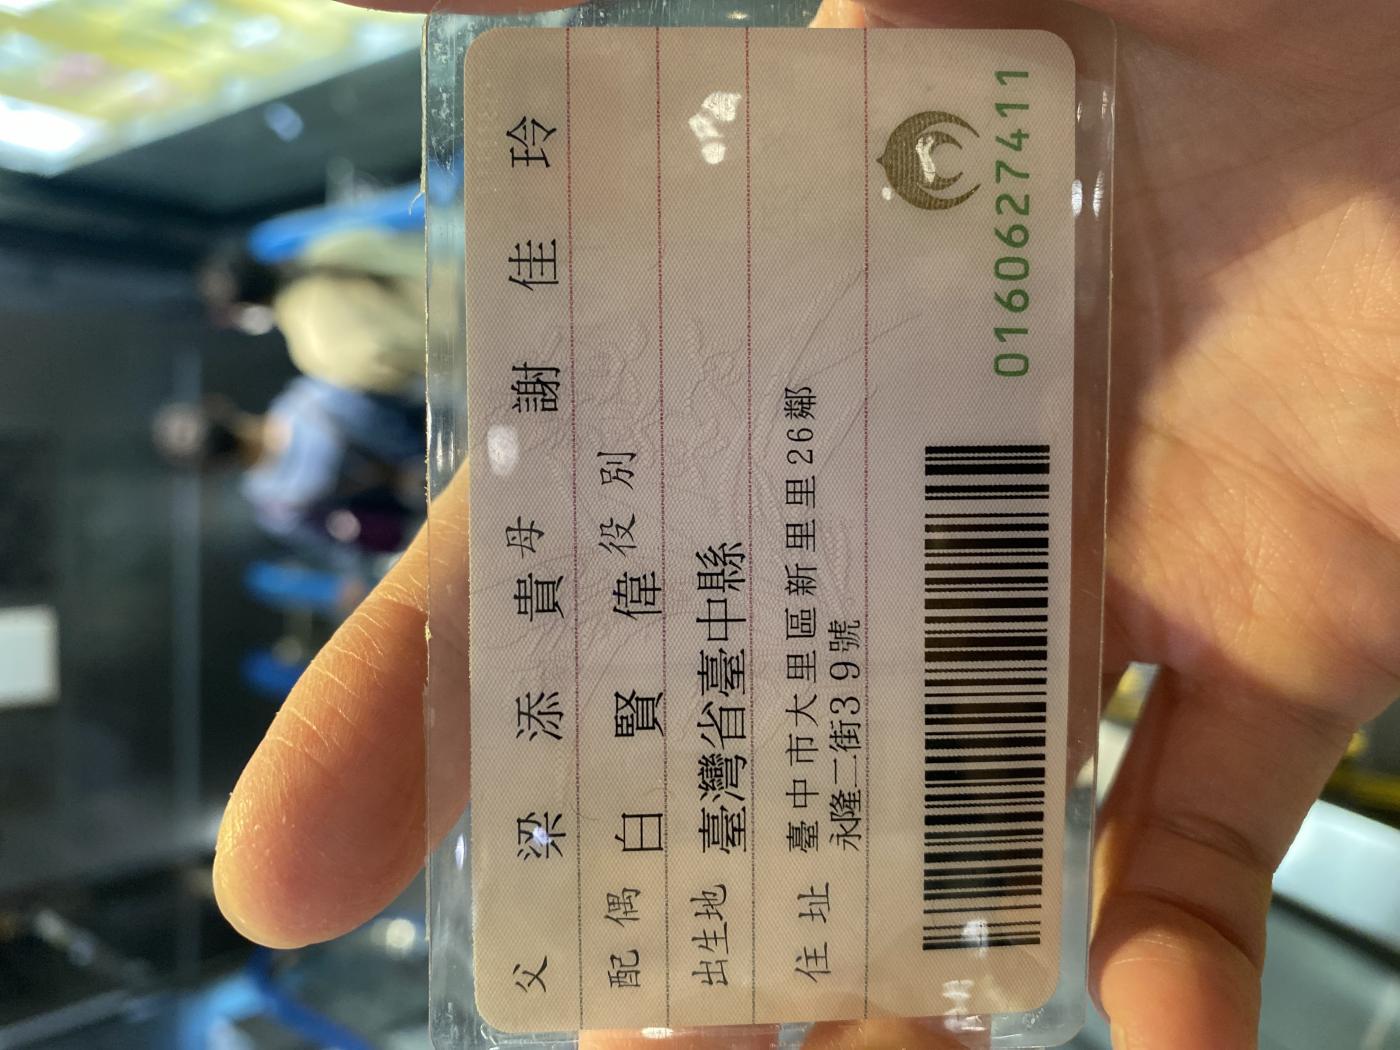 父 梁 添 貴 母 謝 佳 玲
配偶 白 賢 偉 役別
出生地 臺灣省臺中縣
住址 臺中市大里區新里里26鄰
永隆二街39號
0160627411